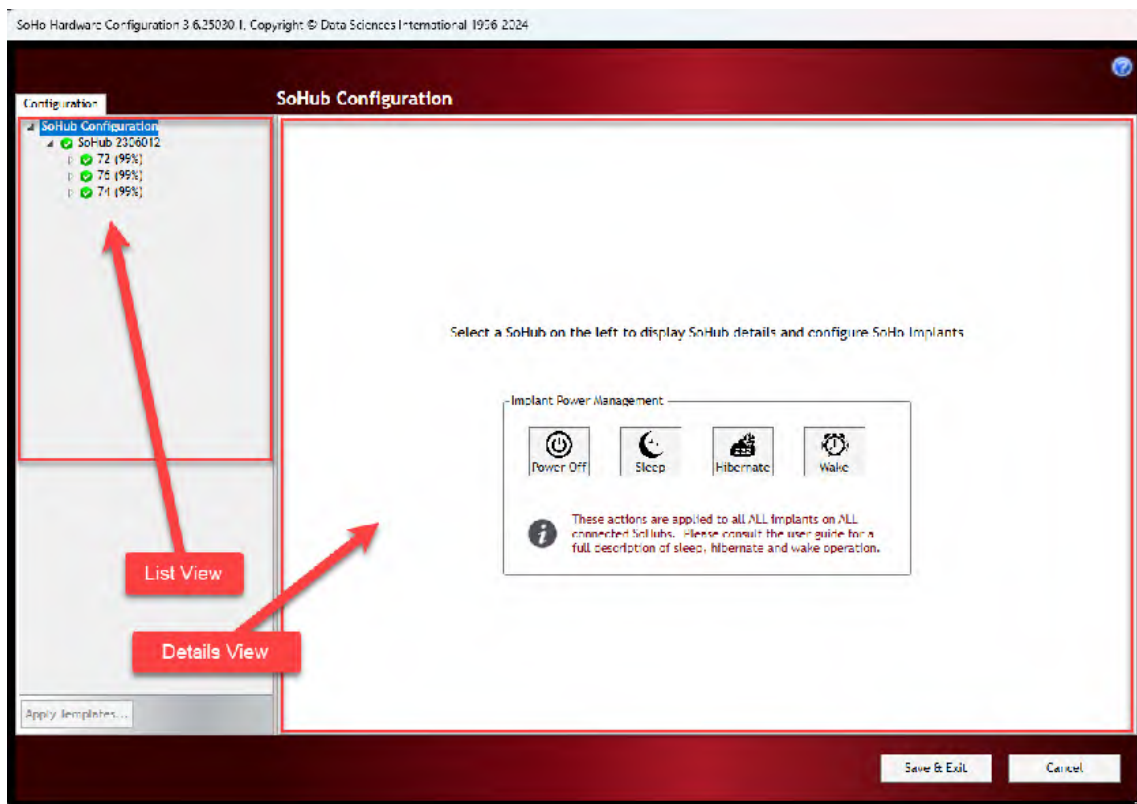 SoHo Hardware Configuration 3.6.25030.1, Copyright © Data Sciences International 1996-2024
Configuration
SoHub Configuration
SoHub Configuration
SoHub 2306012
72 (99%)
76 (99%)
74 (99%)
Select a SoHub on the left to display SoHub details and configure SoHo Implants
Implant Power Management
Power Off
Sleep
Hibernate
Wake
These actions are applied to all ALL implants on ALL
connected SoHubs. Please consult the user guide for a
full description of sleep, hibernate and wake operation.
List View
Details View
Apply Templates...
Save & Exit
Cancel